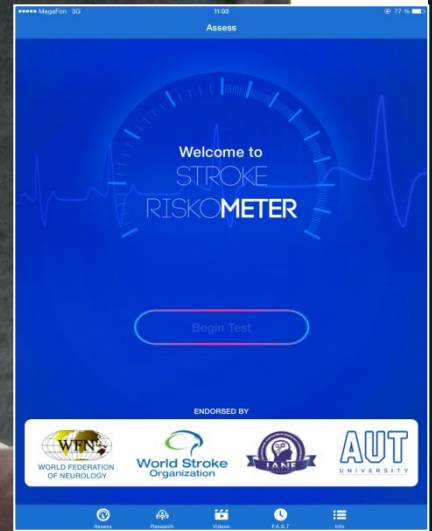 MegaFon 3G 11:03 77 %
Assess
Welcome to
STROKE
RISKOMETER
Begin Test
ENDORSED BY
WFN
WORLD FEDERATION
OF NEUROLOGY
World Stroke
Organization
IANE
AUT
UNIVERSITY
Assess Research Videos F.A.S.T Info